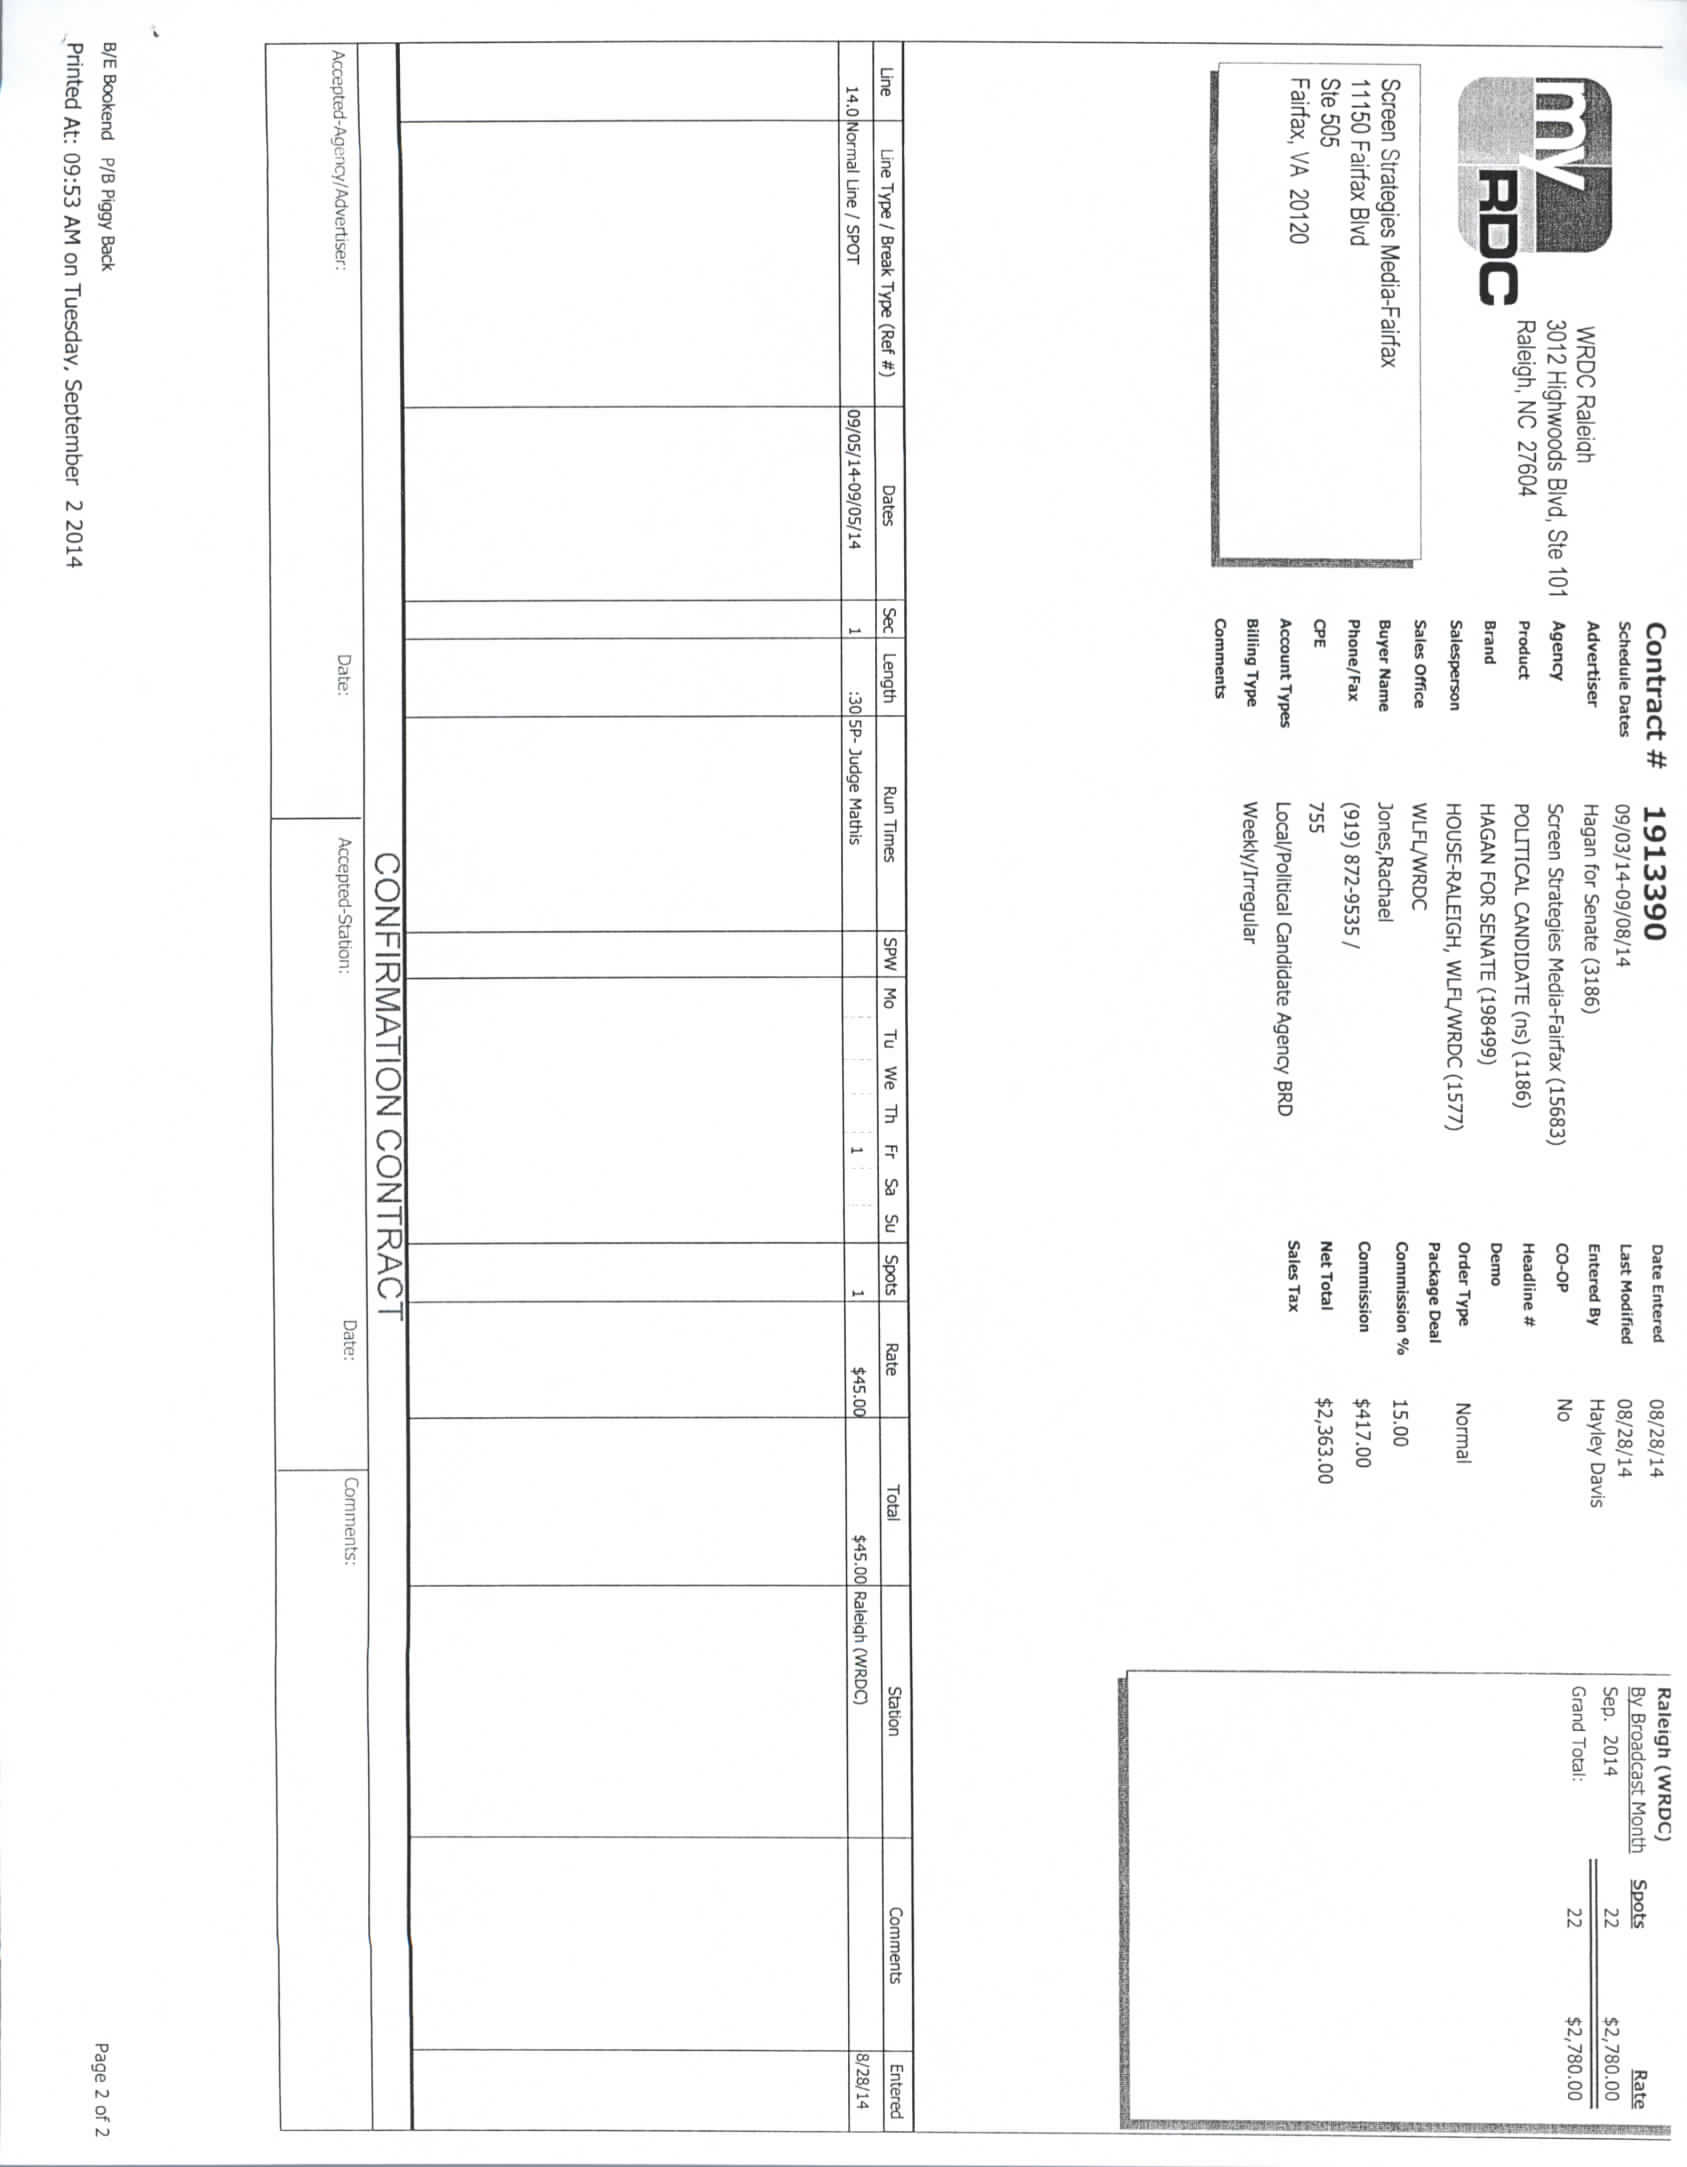 my
RDC
WRDC Raleigh
3012 Highwoods Blvd, Ste 101
Raleigh, NC 27604
Screen Strategies Media-Fairfax
11150 Fairfax Blvd
Ste 505
Fairfax, VA 20120
Contract # 1913390
Schedule Dates 09/03/14-09/08/14
Advertiser Hagan for Senate (3186)
Agency Screen Strategies Media-Fairfax (15683)
Product POLITICAL CANDIDATE (ns) (1186)
Brand HAGAN FOR SENATE (198499)
Salesperson HOUSE-RALEIGH, WLFL/WRDC (1577)
Sales Office WLFL/WRDC
Buyer Name Jones,Rachael
Phone/Fax (919) 872-9535 /
CPE 755
Account Types Local/Political Candidate Agency BRD
Billing Type Weekly/Irregular
Comments
Date Entered 08/28/14
Last Modified 08/28/14
Entered By Hayley Davis
CO-OP No
Headline #
Demo
Order Type Normal
Package Deal
Commission % 15.00
Commission $417.00
Net Total $2,363.00
Sales Tax
Raleigh (WRDC)
By Broadcast Month Spots Rate
Sep. 2014 22 $2,780.00
Grand Total: 22 $2,780.00
Line Line Type / Break Type (Ref #) Dates Sec Length Run Times SPW Mo Tu We Th Fr Sa Su Spots Rate Total Station Comments Entered
14.0 Normal Line / SPOT 09/05/14-09/05/14 1 :30 5P- Judge Mathis 1 1 $45.00 $45.00 Raleigh (WRDC) 8/28/14
CONFIRMATION CONTRACT
Accepted-Agency/Advertiser: Date: Accepted-Station: Date: Comments:
B/E Bookend P/B Piggy Back Page 2 of 2
Printed At: 09:53 AM on Tuesday, September 2 2014